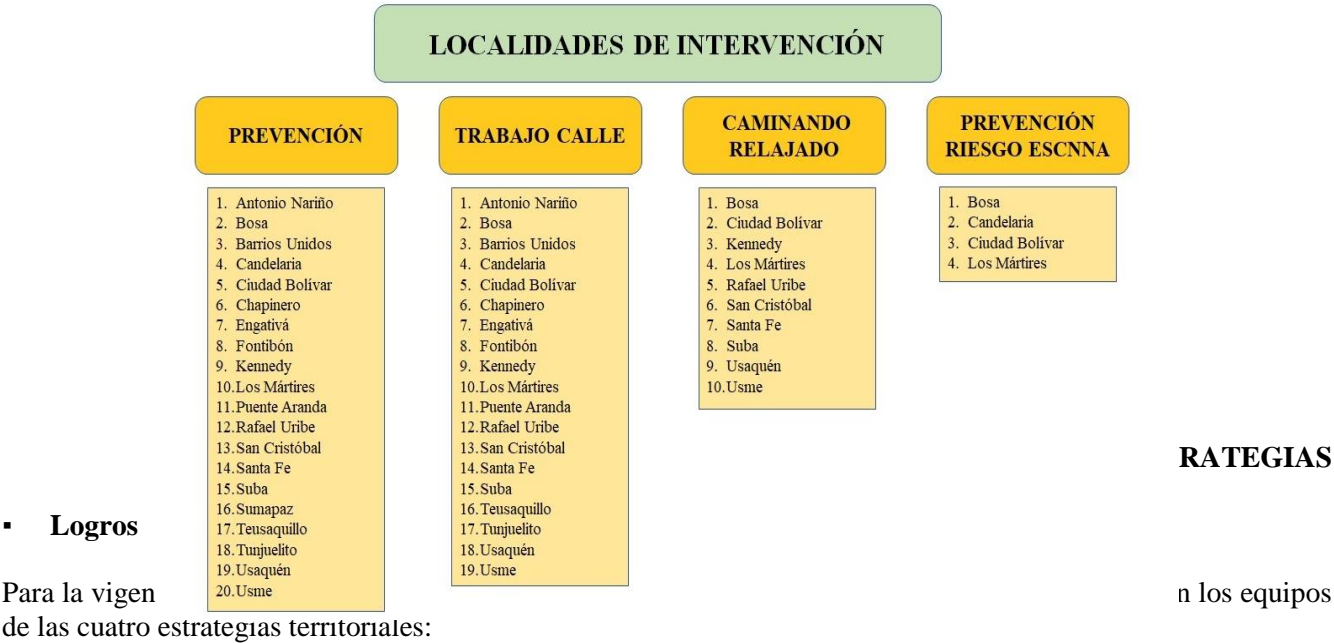 LOCALIDADES DE INTERVENCIÓN
PREVENCIÓN
1. Antonio Nariño
2. Bosa
3. Barrios Unidos
4. Candelaria
5. Ciudad Bolívar
6. Chapinero
7. Engativá
8. Fontibón
9. Kennedy
10.Los Mártires
11.Puente Aranda
12.Rafael Uribe
13.San Cristóbal
14.Santa Fe
15.Suba
16.Sumapaz
17.Teusaquillo
18.Tunjuelito
19.Usaquén
20.Usme
TRABAJO CALLE
1. Antonio Nariño
2. Bosa
3. Barrios Unidos
4. Candelaria
5. Ciudad Bolívar
6. Chapinero
7. Engativá
8. Fontibón
9. Kennedy
10.Los Mártires
11.Puente Aranda
12.Rafael Uribe
13.San Cristóbal
14.Santa Fe
15.Suba
16.Teusaquillo
17.Tunjuelito
18.Usaquén
19.Usme
CAMINANDO
RELAJADO
1. Bosa
2. Ciudad Bolívar
3. Kennedy
4. Los Mártires
5. Rafael Uribe
6. San Cristóbal
7. Santa Fe
8. Suba
9. Usaquén
10.Usme
PREVENCIÓN
RIESGO ESCNNA
1. Bosa
2. Candelaria
3. Ciudad Bolívar
4. Los Mártires
RATEGIAS
▪ Logros
Para la vigen n los equipos
de las cuatro estrategias territoriales: